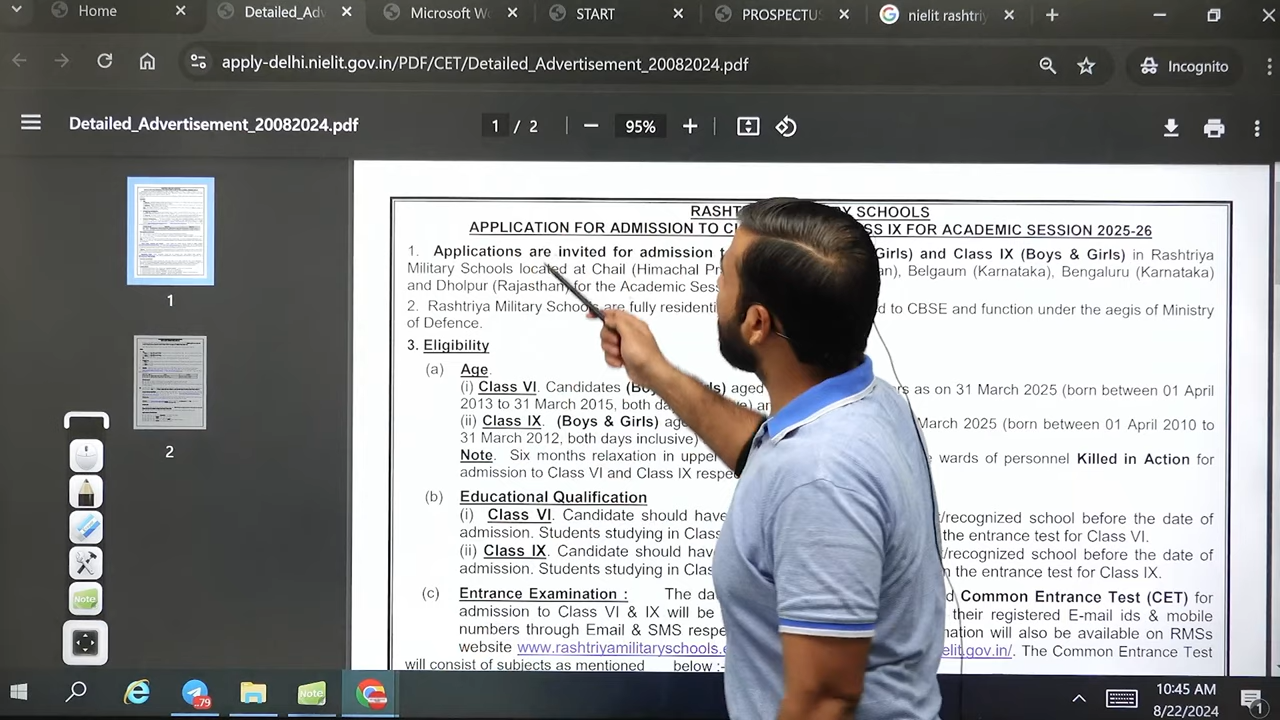 Home
Detailed_Adv
Microsoft Wo
START
PROSPECTUS
nielit rashtriy
apply-delhi.nielit.gov.in/PDF/CET/Detailed_Advertisement_20082024.pdf
Incognito
Detailed_Advertisement_20082024.pdf
1 / 2
95%
1
2
RASHT Y SCHOOLS
APPLICATION FOR ADMISSION TO CL SS IX FOR ACADEMIC SESSION 2025-26
1. Applications are invited for admission t Girls) and Class IX (Boys & Girls) in Rashtriya
Military Schools located at Chail (Himachal Pr an), Belgaum (Karnataka), Bengaluru (Karnataka)
and Dholpur (Rajasthan) for the Academic Ses
2. Rashtriya Military Schools are fully residenti ed to CBSE and function under the aegis of Ministry
of Defence.
3. Eligibility
(a) Age
(i) Class VI. Candidates (Bo ls) aged rs as on 31 March 2025 (born between 01 April
2013 to 31 March 2015, both da e) an
(ii) Class IX. (Boys & Girls) age March 2025 (born between 01 April 2010 to
31 March 2012, both days inclusive)
Note. Six months relaxation in upper e wards of personnel Killed in Action for
admission to Class VI and Class IX respe
(b) Educational Qualification
(i) Class VI. Candidate should have t/recognized school before the date of
admission. Students studying in Class the entrance test for Class VI.
(ii) Class IX. Candidate should hav t/recognized school before the date of
admission. Students studying in Clas n the entrance test for Class IX.
(c) Entrance Examination : The da d Common Entrance Test (CET) for
admission to Class VI & IX will be their registered E-mail ids & mobile
numbers through Email & SMS respe mation will also be available on RMSs
website www.rashtriyamilitaryschools.e elit.gov.in/. The Common Entrance Test
will consist of subjects as mentioned below :-
Note
..79
Note
10:45 AM
8/22/2024
1